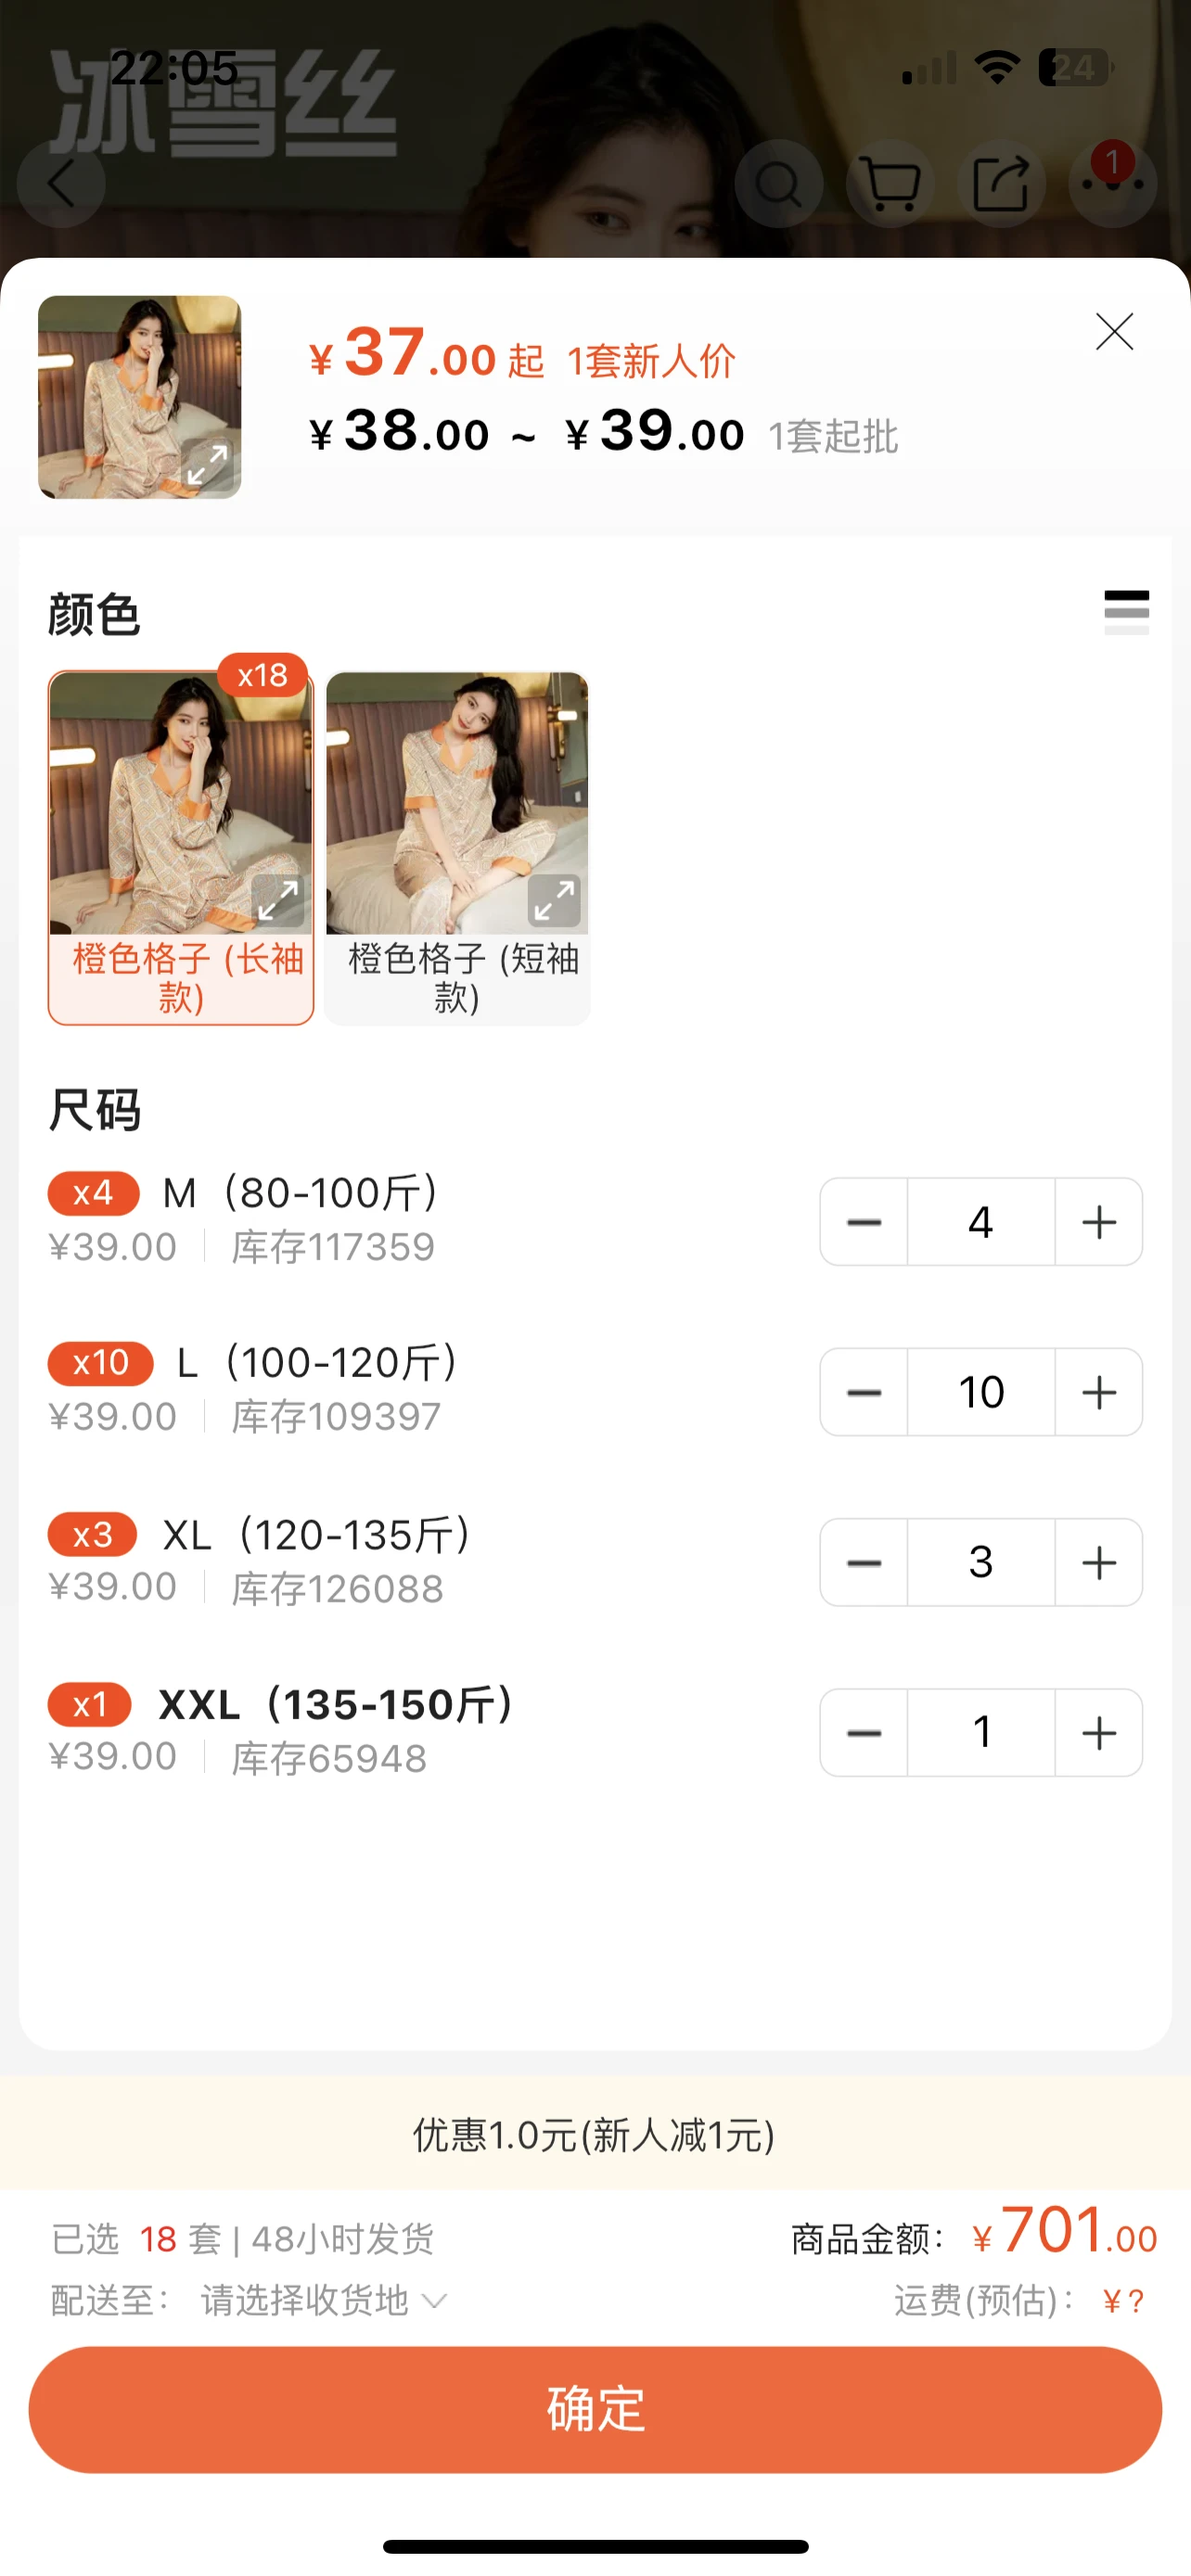 冰雪丝
22:05
24
1
¥37.00起 1套新人价
¥38.00 ~ ¥39.00 1套起批
颜色
x18
橙色格子 (长袖款)
橙色格子 (短袖款)
尺码
x4 M（80-100斤）
4
¥39.00 库存117359
x10 L（100-120斤）
10
¥39.00 库存109397
x3 XL（120-135斤）
3
¥39.00 库存126088
x1 XXL（135-150斤）
1
¥39.00 库存65948
优惠1.0元(新人减1元)
已选 18 套 | 48小时发货
商品金额：¥701.00
配送至： 请选择收货地
运费(预估)：¥?
确定